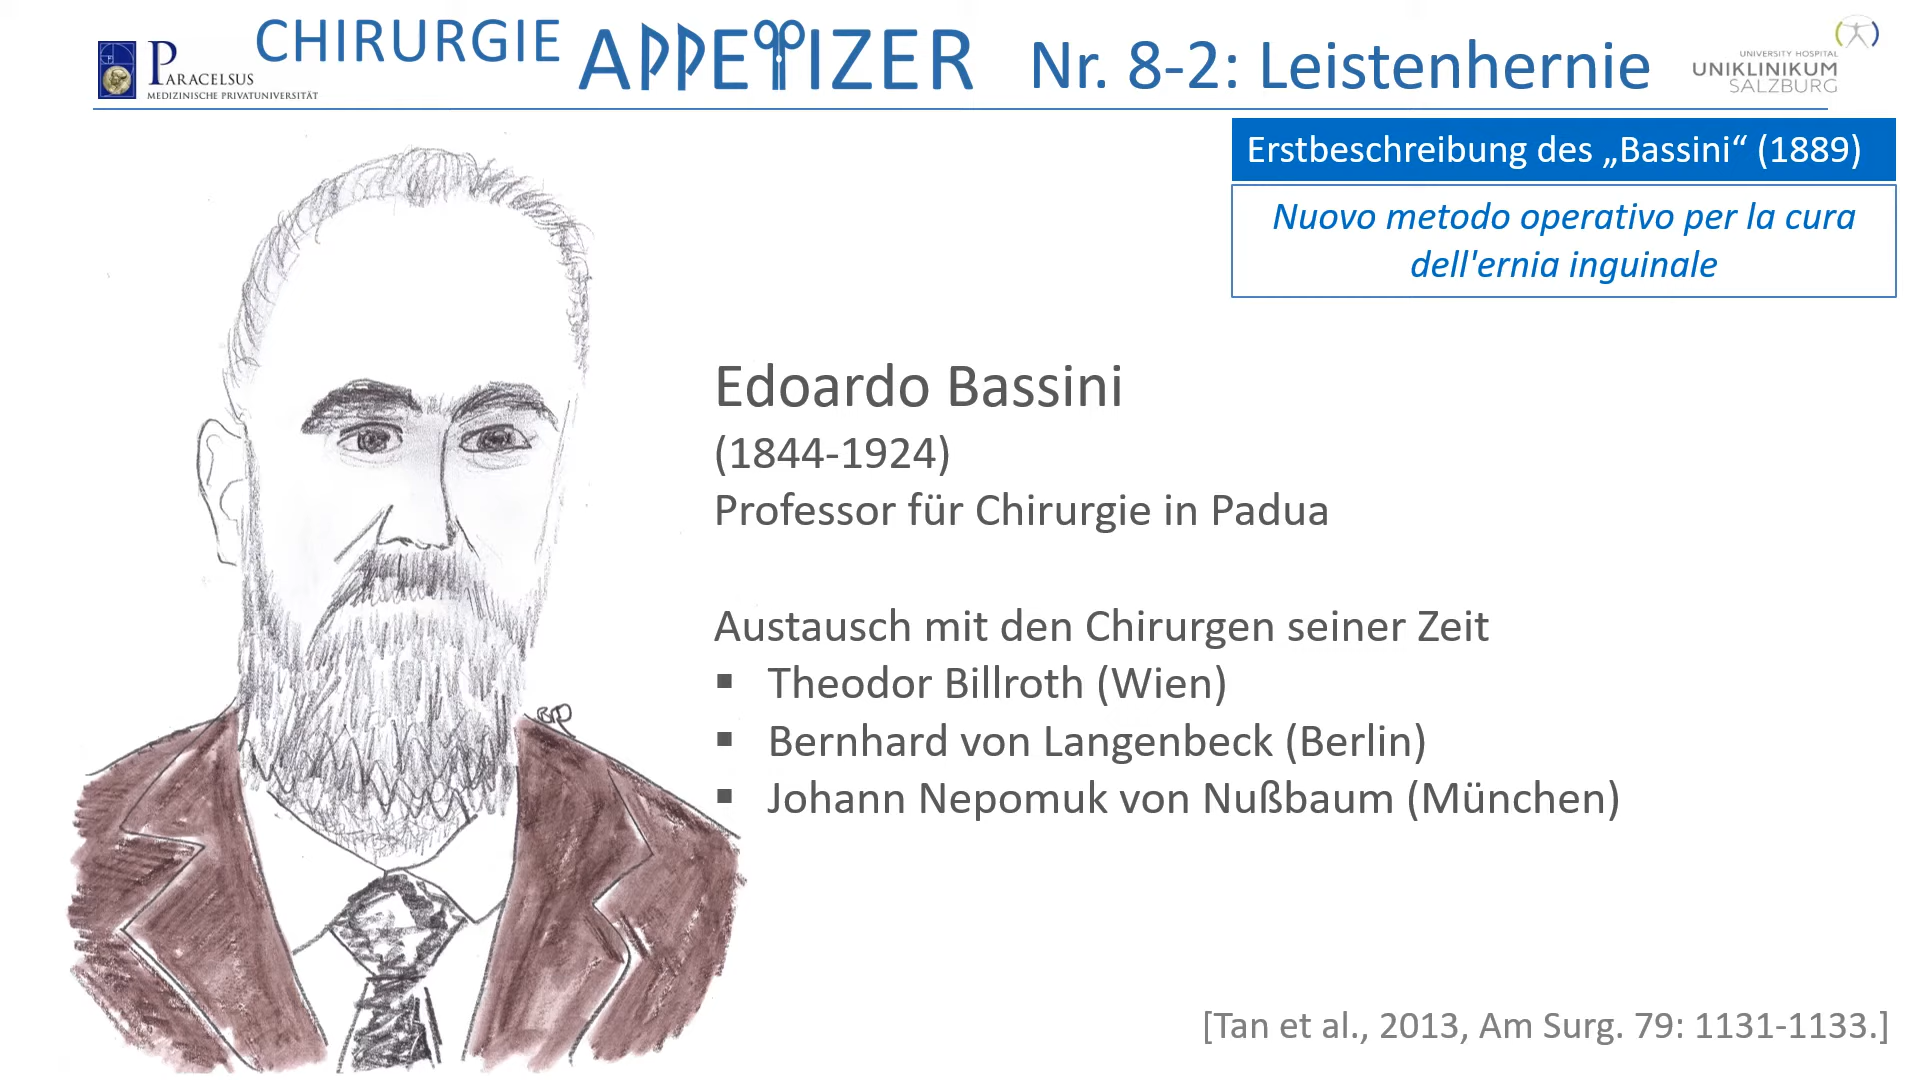 PARACELSUS
MEDIZINISCHE PRIVATUNIVERSITÄT
CHIRURGIE APPETIZER Nr. 8-2: Leistenhernie
UNIVERSITY HOSPITAL
UNIKLINIKUM
SALZBURG
Erstbeschreibung des „Bassini“ (1889)
Nuovo metodo operativo per la cura
dell'ernia inguinale
Edoardo Bassini
(1844-1924)
Professor für Chirurgie in Padua
Austausch mit den Chirurgen seiner Zeit
▪ Theodor Billroth (Wien)
▪ Bernhard von Langenbeck (Berlin)
▪ Johann Nepomuk von Nußbaum (München)
[Tan et al., 2013, Am Surg. 79: 1131-1133.]